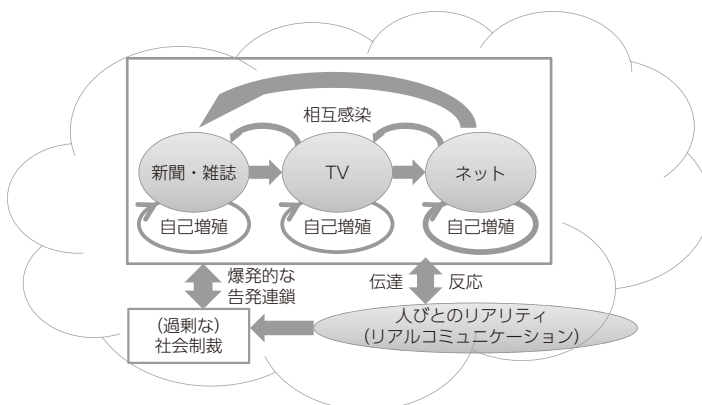 相互感染
新聞・雑誌
TV
ネット
自己増殖
自己増殖
自己増殖
爆発的な
告発連鎖
伝達
反応
(過剰な)
社会制裁
人びとのリアリティ
(リアルコミュニケーション)